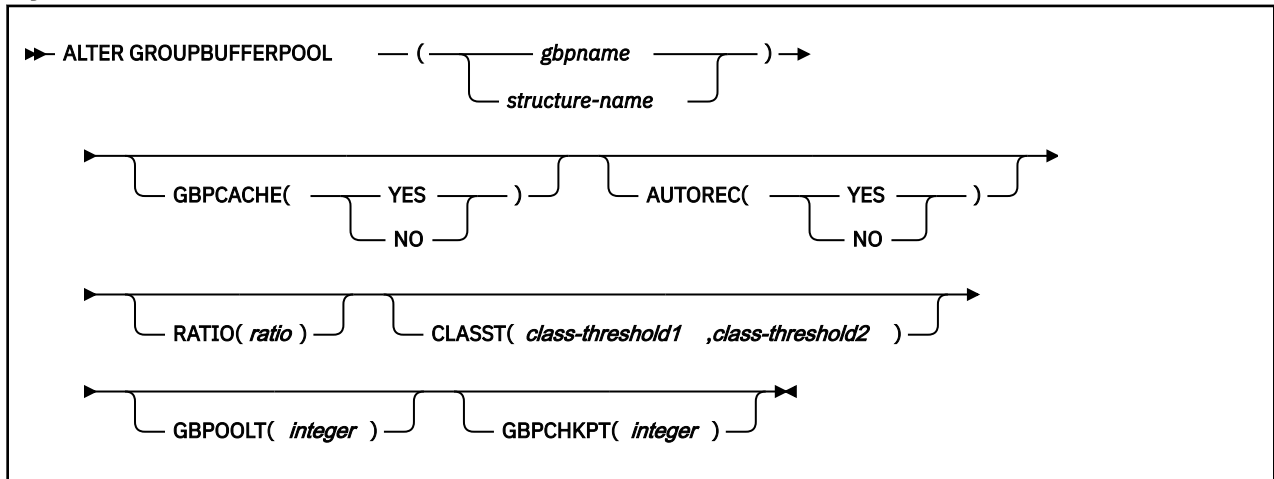 ALTER GROUPBUFFERPOOL ( gbpname )
structure-name
GBPCACHE( YES ) AUTOREC( YES )
NO NO
RATIO( ratio ) CLASST( class-threshold1 ,class-threshold2 )
GBPOOLT( integer ) GBPCHKPT( integer )